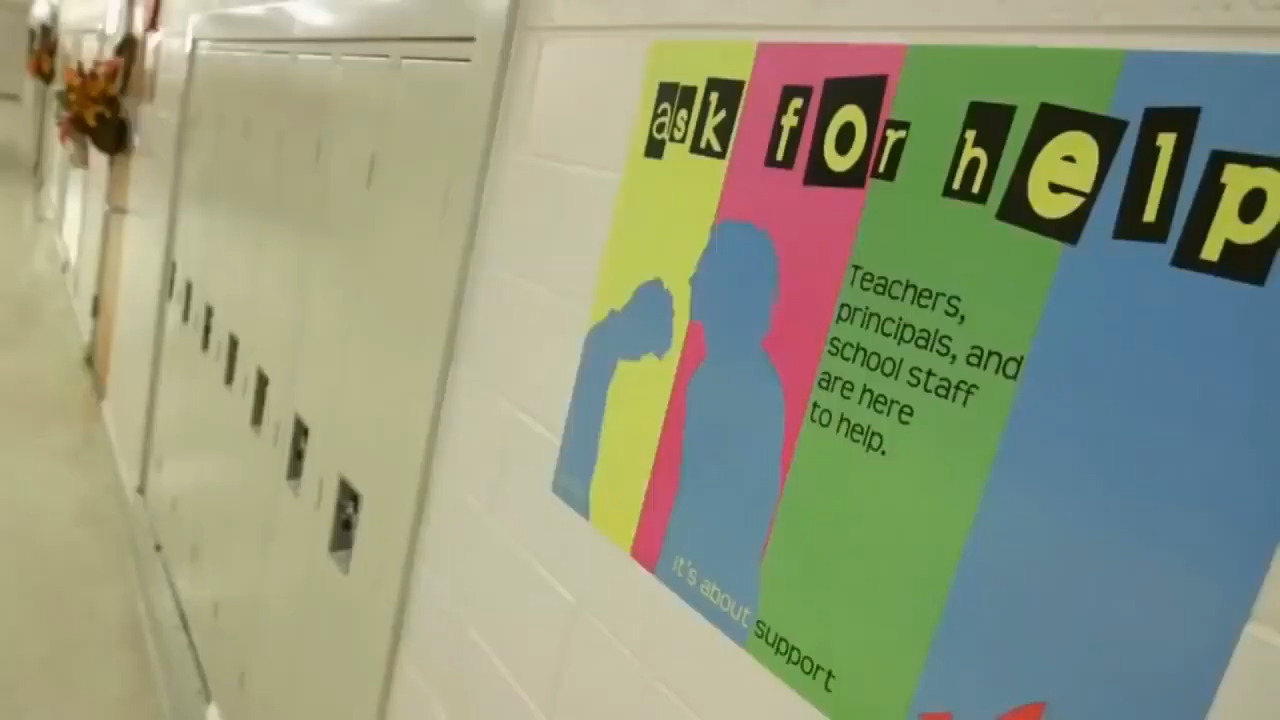 ask for help
Teachers,
principals, and
school staff
are here
to help.
it's about support